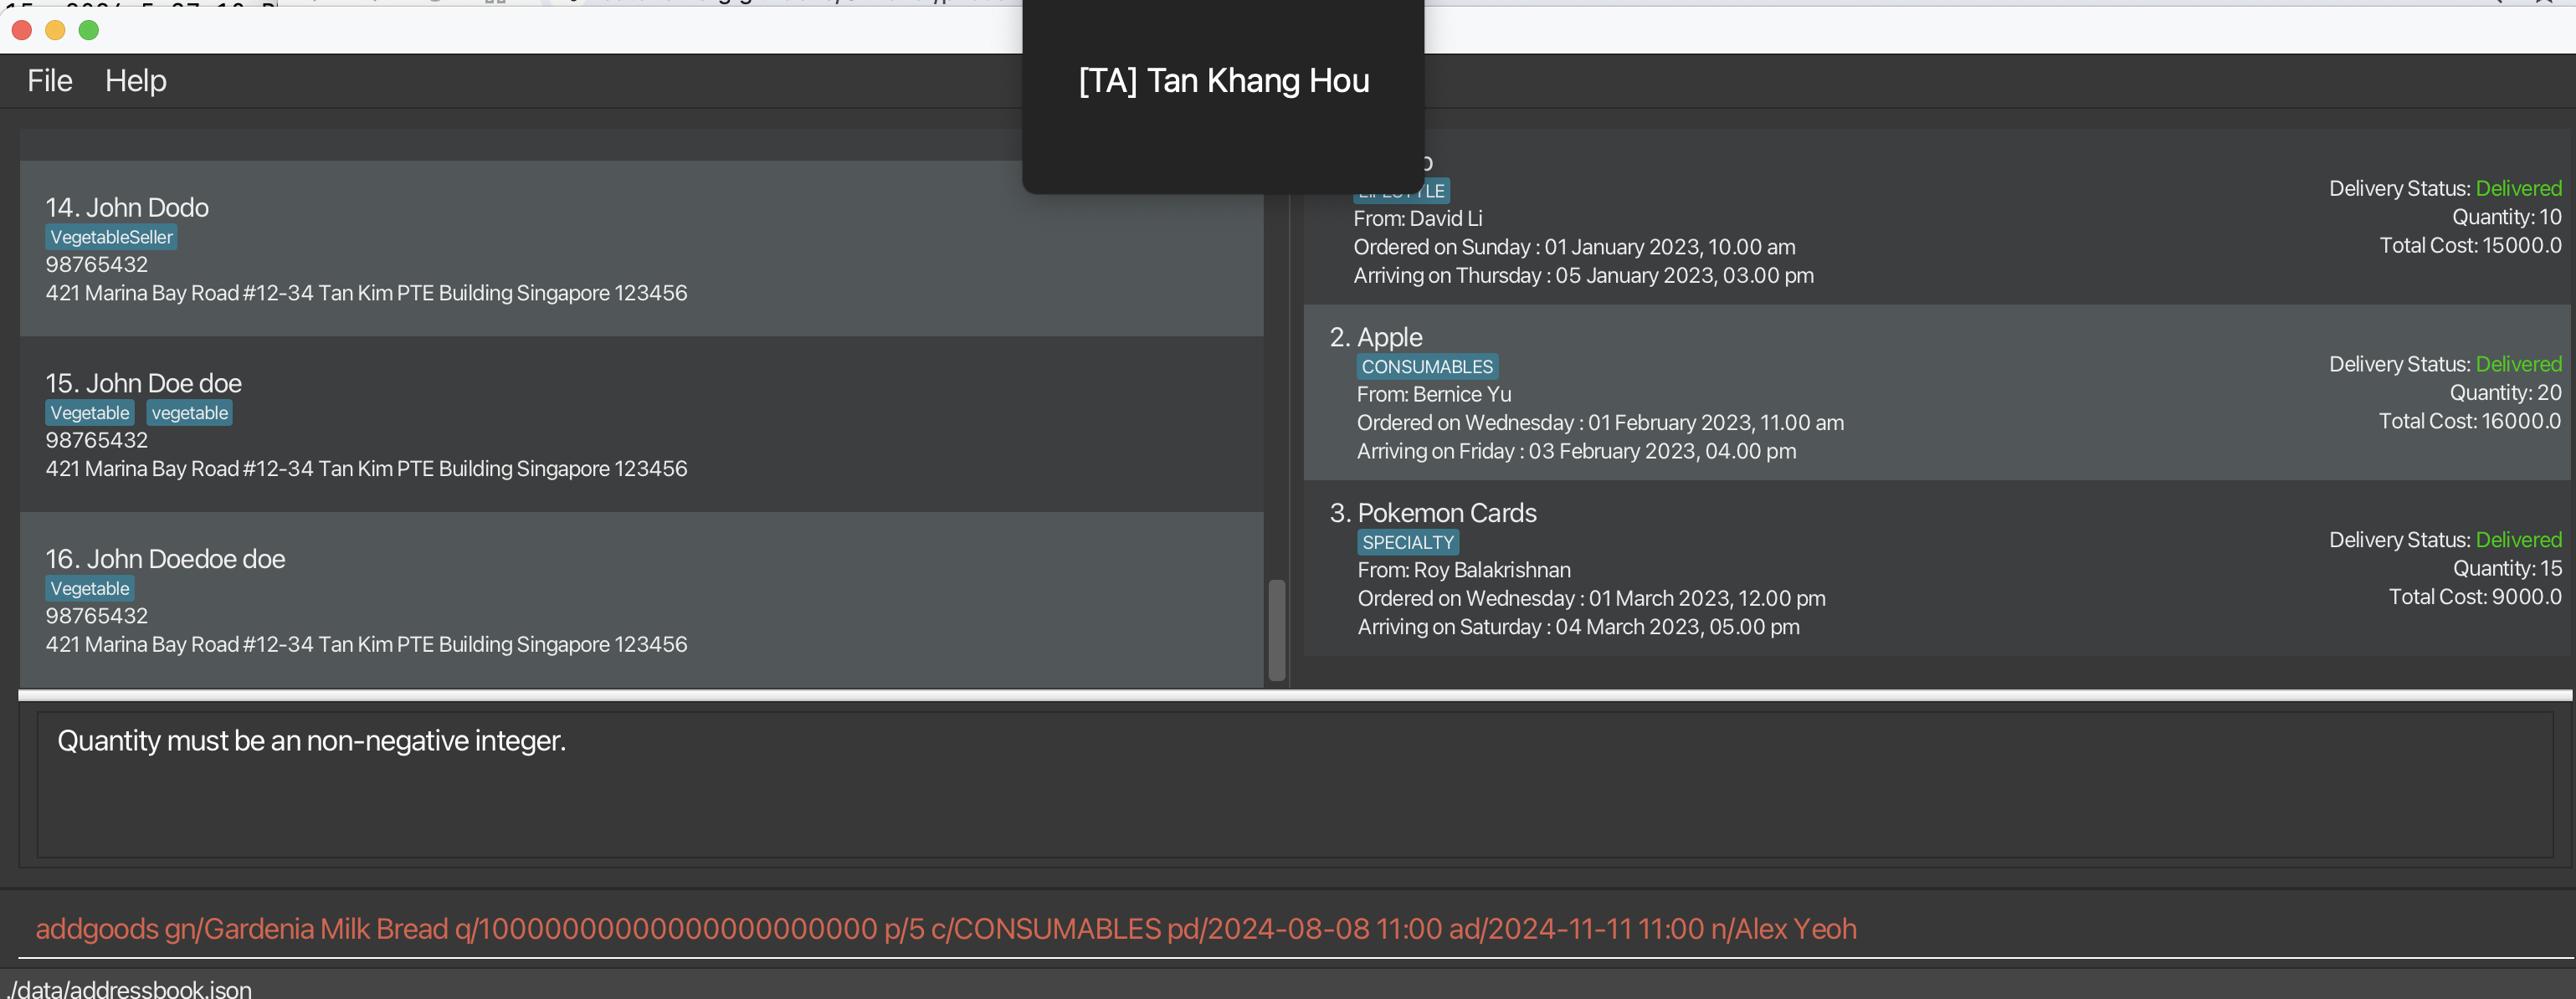 File Help
[TA] Tan Khang Hou
14. John Dodo
VegetableSeller
98765432
421 Marina Bay Road #12-34 Tan Kim PTE Building Singapore 123456
15. John Doe doe
Vegetable vegetable
98765432
421 Marina Bay Road #12-34 Tan Kim PTE Building Singapore 123456
16. John Doedoe doe
Vegetable
98765432
421 Marina Bay Road #12-34 Tan Kim PTE Building Singapore 123456
LIFESTYLE
From: David Li
Ordered on Sunday : 01 January 2023, 10.00 am
Arriving on Thursday : 05 January 2023, 03.00 pm
Delivery Status: Delivered
Quantity: 10
Total Cost: 15000.0
2. Apple
CONSUMABLES
From: Bernice Yu
Ordered on Wednesday : 01 February 2023, 11.00 am
Arriving on Friday : 03 February 2023, 04.00 pm
Delivery Status: Delivered
Quantity: 20
Total Cost: 16000.0
3. Pokemon Cards
SPECIALTY
From: Roy Balakrishnan
Ordered on Wednesday : 01 March 2023, 12.00 pm
Arriving on Saturday : 04 March 2023, 05.00 pm
Delivery Status: Delivered
Quantity: 15
Total Cost: 9000.0
Quantity must be an non-negative integer.
addgoods gn/Gardenia Milk Bread q/10000000000000000000000000 p/5 c/CONSUMABLES pd/2024-08-08 11:00 ad/2024-11-11 11:00 n/Alex Yeoh
./data/addressbook.json